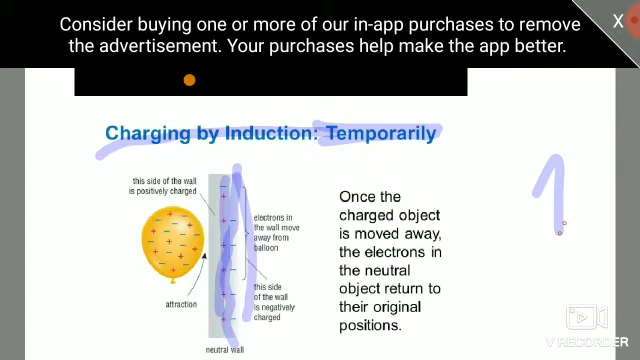 Consider buying one or more of our in-app purchases to remove
the advertisement. Your purchases help make the app better.
X
Charging by Induction: Temporarily
this side of the wall
is positively charged
electrons in
the wall move
away from
balloon
this side
of the wall
is negatively
charged
attraction
neutral wall
Once the
charged object
is moved away,
the electrons in
the neutral
object return to
their original
positions.
1
V RECORDER